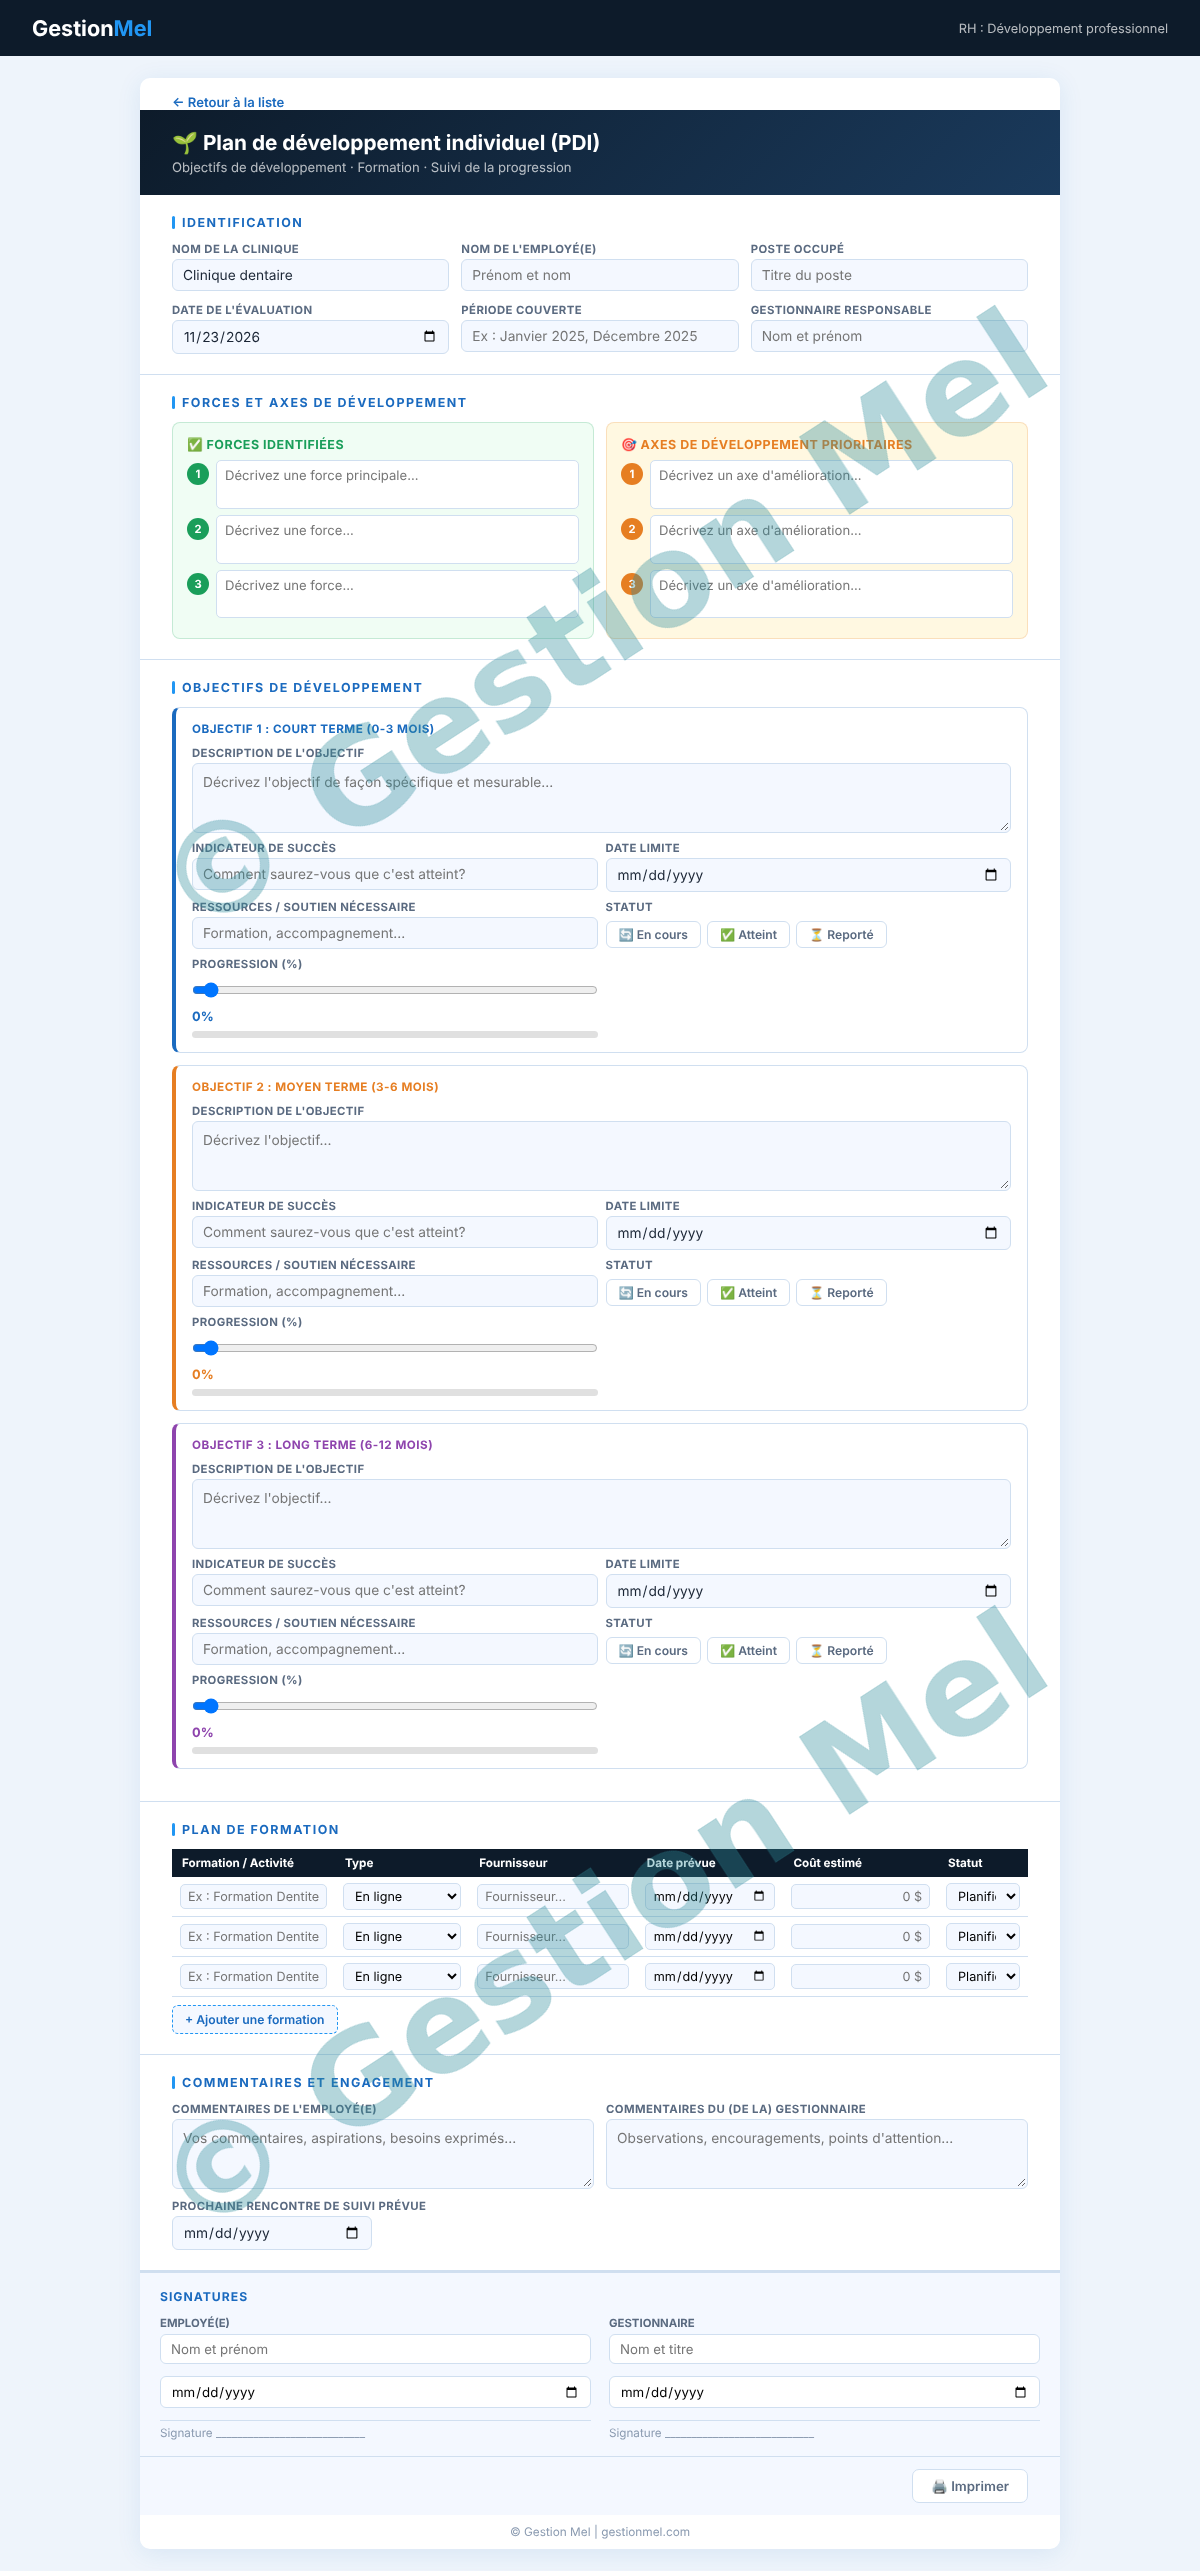 GestionMel
RH : Développement professionnel
← Retour à la liste
🌱 Plan de développement individuel (PDI)
Objectifs de développement · Formation · Suivi de la progression
IDENTIFICATION
NOM DE LA CLINIQUE NOM DE L'EMPLOYÉ(E) POSTE OCCUPÉ
Clinique dentaire Prénom et nom Titre du poste
DATE DE L'ÉVALUATION PÉRIODE COUVERTE GESTIONNAIRE RESPONSABLE
11/23/2026 Ex : Janvier 2025, Décembre 2025 Nom et prénom
FORCES ET AXES DE DÉVELOPPEMENT
✅ FORCES IDENTIFIÉES
1 Décrivez une force principale...
2 Décrivez une force...
3 Décrivez une force...
🎯 AXES DE DÉVELOPPEMENT PRIORITAIRES
1 Décrivez un axe d'amélioration...
2 Décrivez un axe d'amélioration...
3 Décrivez un axe d'amélioration...
OBJECTIFS DE DÉVELOPPEMENT
OBJECTIF 1 : COURT TERME (0-3 MOIS)
DESCRIPTION DE L'OBJECTIF
Décrivez l'objectif de façon spécifique et mesurable...
INDICATEUR DE SUCCÈS DATE LIMITE
Comment saurez-vous que c'est atteint? mm/dd/yyyy
RESSOURCES / SOUTIEN NÉCESSAIRE STATUT
Formation, accompagnement... 🔄 En cours ✅ Atteint ⏳ Reporté
PROGRESSION (%)
0%
OBJECTIF 2 : MOYEN TERME (3-6 MOIS)
DESCRIPTION DE L'OBJECTIF
Décrivez l'objectif...
INDICATEUR DE SUCCÈS DATE LIMITE
Comment saurez-vous que c'est atteint? mm/dd/yyyy
RESSOURCES / SOUTIEN NÉCESSAIRE STATUT
Formation, accompagnement... 🔄 En cours ✅ Atteint ⏳ Reporté
PROGRESSION (%)
0%
OBJECTIF 3 : LONG TERME (6-12 MOIS)
DESCRIPTION DE L'OBJECTIF
Décrivez l'objectif...
INDICATEUR DE SUCCÈS DATE LIMITE
Comment saurez-vous que c'est atteint? mm/dd/yyyy
RESSOURCES / SOUTIEN NÉCESSAIRE STATUT
Formation, accompagnement... 🔄 En cours ✅ Atteint ⏳ Reporté
PROGRESSION (%)
0%
PLAN DE FORMATION
Formation / Activité Type Fournisseur Date prévue Coût estimé Statut
Ex : Formation Dentite En ligne Fournisseur... mm/dd/yyyy 0 $ Planifi
Ex : Formation Dentite En ligne Fournisseur... mm/dd/yyyy 0 $ Planifi
Ex : Formation Dentite En ligne Fournisseur... mm/dd/yyyy 0 $ Planifi
+ Ajouter une formation
COMMENTAIRES ET ENGAGEMENT
COMMENTAIRES DE L'EMPLOYÉ(E) COMMENTAIRES DU (DE LA) GESTIONNAIRE
Vos commentaires, aspirations, besoins exprimés... Observations, encouragements, points d'attention...
PROCHAINE RENCONTRE DE SUIVI PRÉVUE
mm/dd/yyyy
SIGNATURES
EMPLOYÉ(E) GESTIONNAIRE
Nom et prénom Nom et titre
mm/dd/yyyy mm/dd/yyyy
Signature _________________________ Signature _________________________
🖨️ Imprimer
© Gestion Mel | gestionmel.com
© Gestion Mel
© Gestion Mel